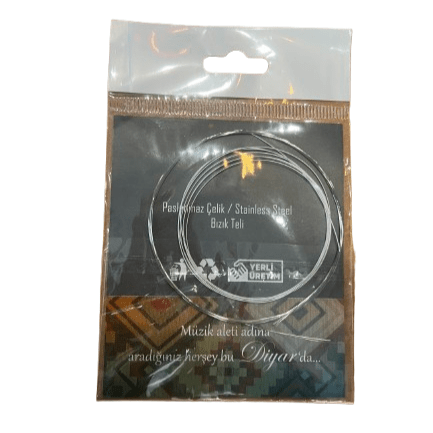 Paslanmaz Çelik / Stainless Steel
Bızık Teli
YERLİ
ÜRETİM
Müzik aleti adına
aradığınız herşey bu Diyar'da...